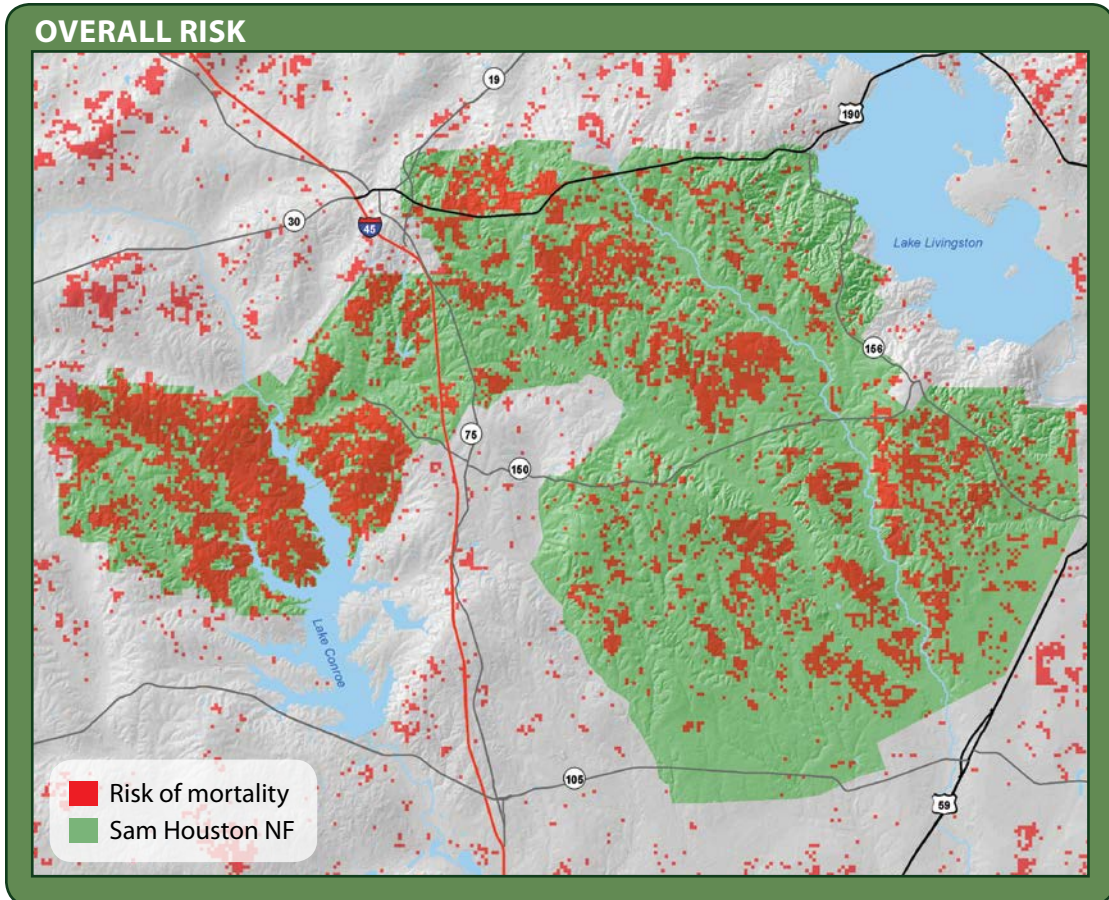 OVERALL RISK
19
190
30
45
Lake Livingston
156
75
150
Lake Conroe
105
59
Risk of mortality
Sam Houston NF